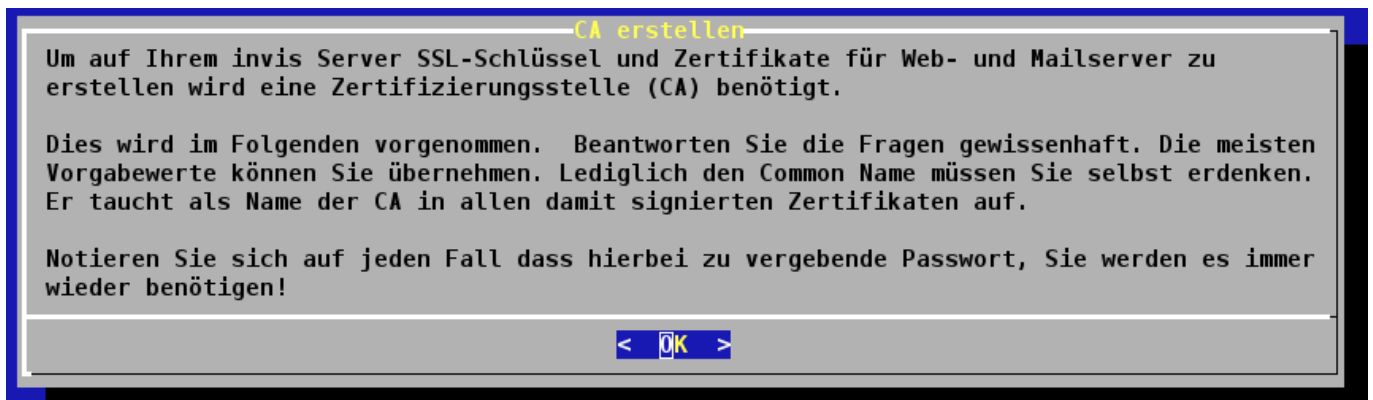 CA erstellen
Um auf Ihrem invis Server SSL-Schlüssel und Zertifikate für Web- und Mailserver zu
erstellen wird eine Zertifizierungsstelle (CA) benötigt.
Dies wird im Folgenden vorgenommen.  Beantworten Sie die Fragen gewissenhaft. Die meisten
Vorgabewerte können Sie übernehmen. Lediglich den Common Name müssen Sie selbst erdenken.
Er taucht als Name der CA in allen damit signierten Zertifikaten auf.
Notieren Sie sich auf jeden Fall dass hierbei zu vergebende Passwort, Sie werden es immer
wieder benötigen!
<  OK  >